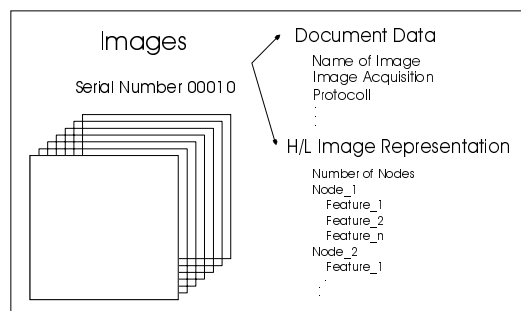 Images
Serial Number 00010
Document Data
Name of Image
Image Acquisition
Protocoll
.
.
.
H/L Image Representation
Number of Nodes
Node_1
Feature_1
Feature_2
Feature_n
Node_2
Feature_1
.
. .
.